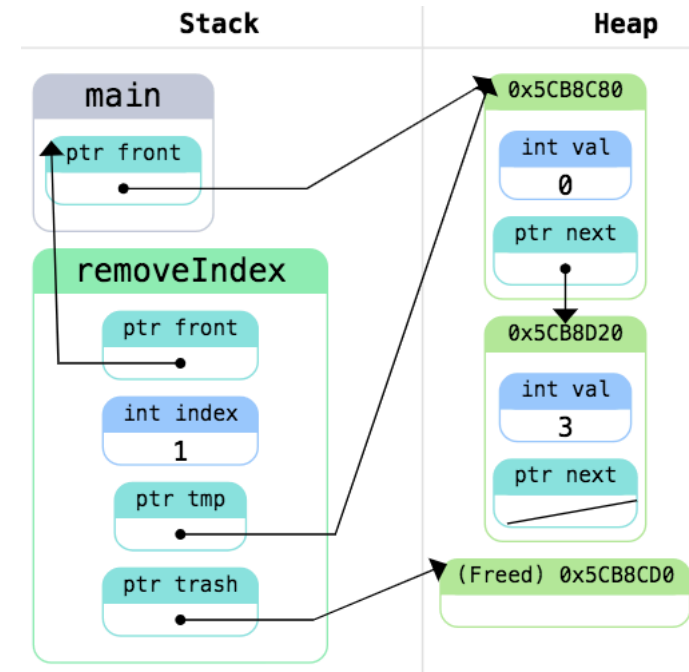 Stack
Heap
main
ptr front
removeIndex
ptr front
int index
1
ptr tmp
ptr trash
0x5CB8C80
int val
0
ptr next
0x5CB8D20
int val
3
ptr next
(Freed) 0x5CB8CD0